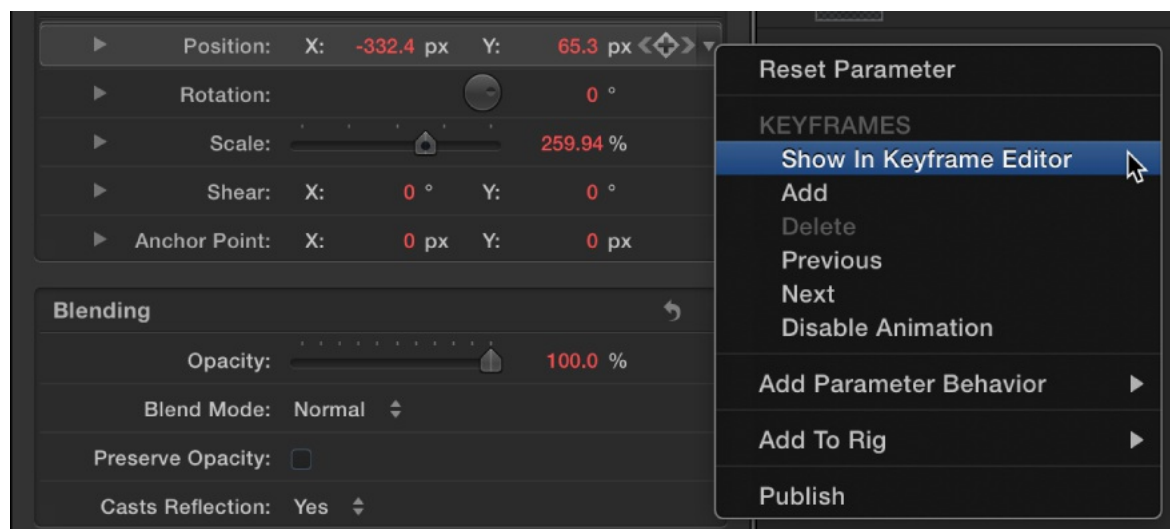 Position: X: -332.4 px Y: 65.3 px
Rotation: 0 °
Scale: 259.94 %
Shear: X: 0 ° Y: 0 °
Anchor Point: X: 0 px Y: 0 px
Blending
Opacity: 100.0 %
Blend Mode: Normal
Preserve Opacity:
Casts Reflection: Yes
Reset Parameter
KEYFRAMES
Show In Keyframe Editor
Add
Delete
Previous
Next
Disable Animation
Add Parameter Behavior
Add To Rig
Publish